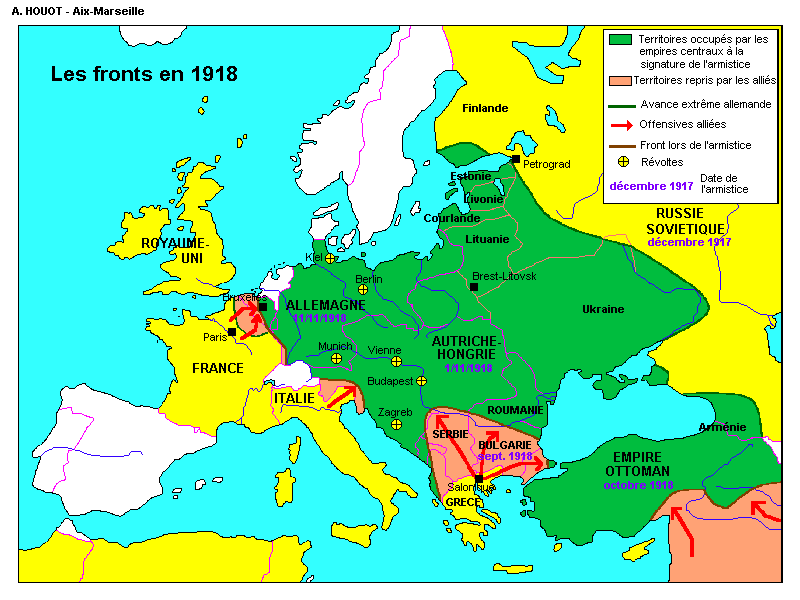 A. HOUOT - Aix-Marseille
Les fronts en 1918
Territoires occupés par les
empires centraux à la
signature de l'armistice
Territoires repris par les alliés
Avance extrême allemande
Offensives alliées
Front lors de l'armistice
Révoltes
décembre 1917
Date de
l'armistice
Finlande
Petrograd
Estonie
Livonie
Courlande
Lituanie
RUSSIE
SOVIETIQUE
décembre 1917
ROYAUME-
UNI
Kiel
Berlin
Brest-Litovsk
Bruxelles
ALLEMAGNE
11/11/1918
Ukraine
Paris
Munich
Vienne
AUTRICHE-
HONGRIE
1/11/1918
FRANCE
Budapest
ITALIE
Zagreb
ROUMANIE
SERBIE
BULGARIE
sept. 1918
Arménie
EMPIRE
OTTOMAN
octobre 1918
Salonique
GRECE